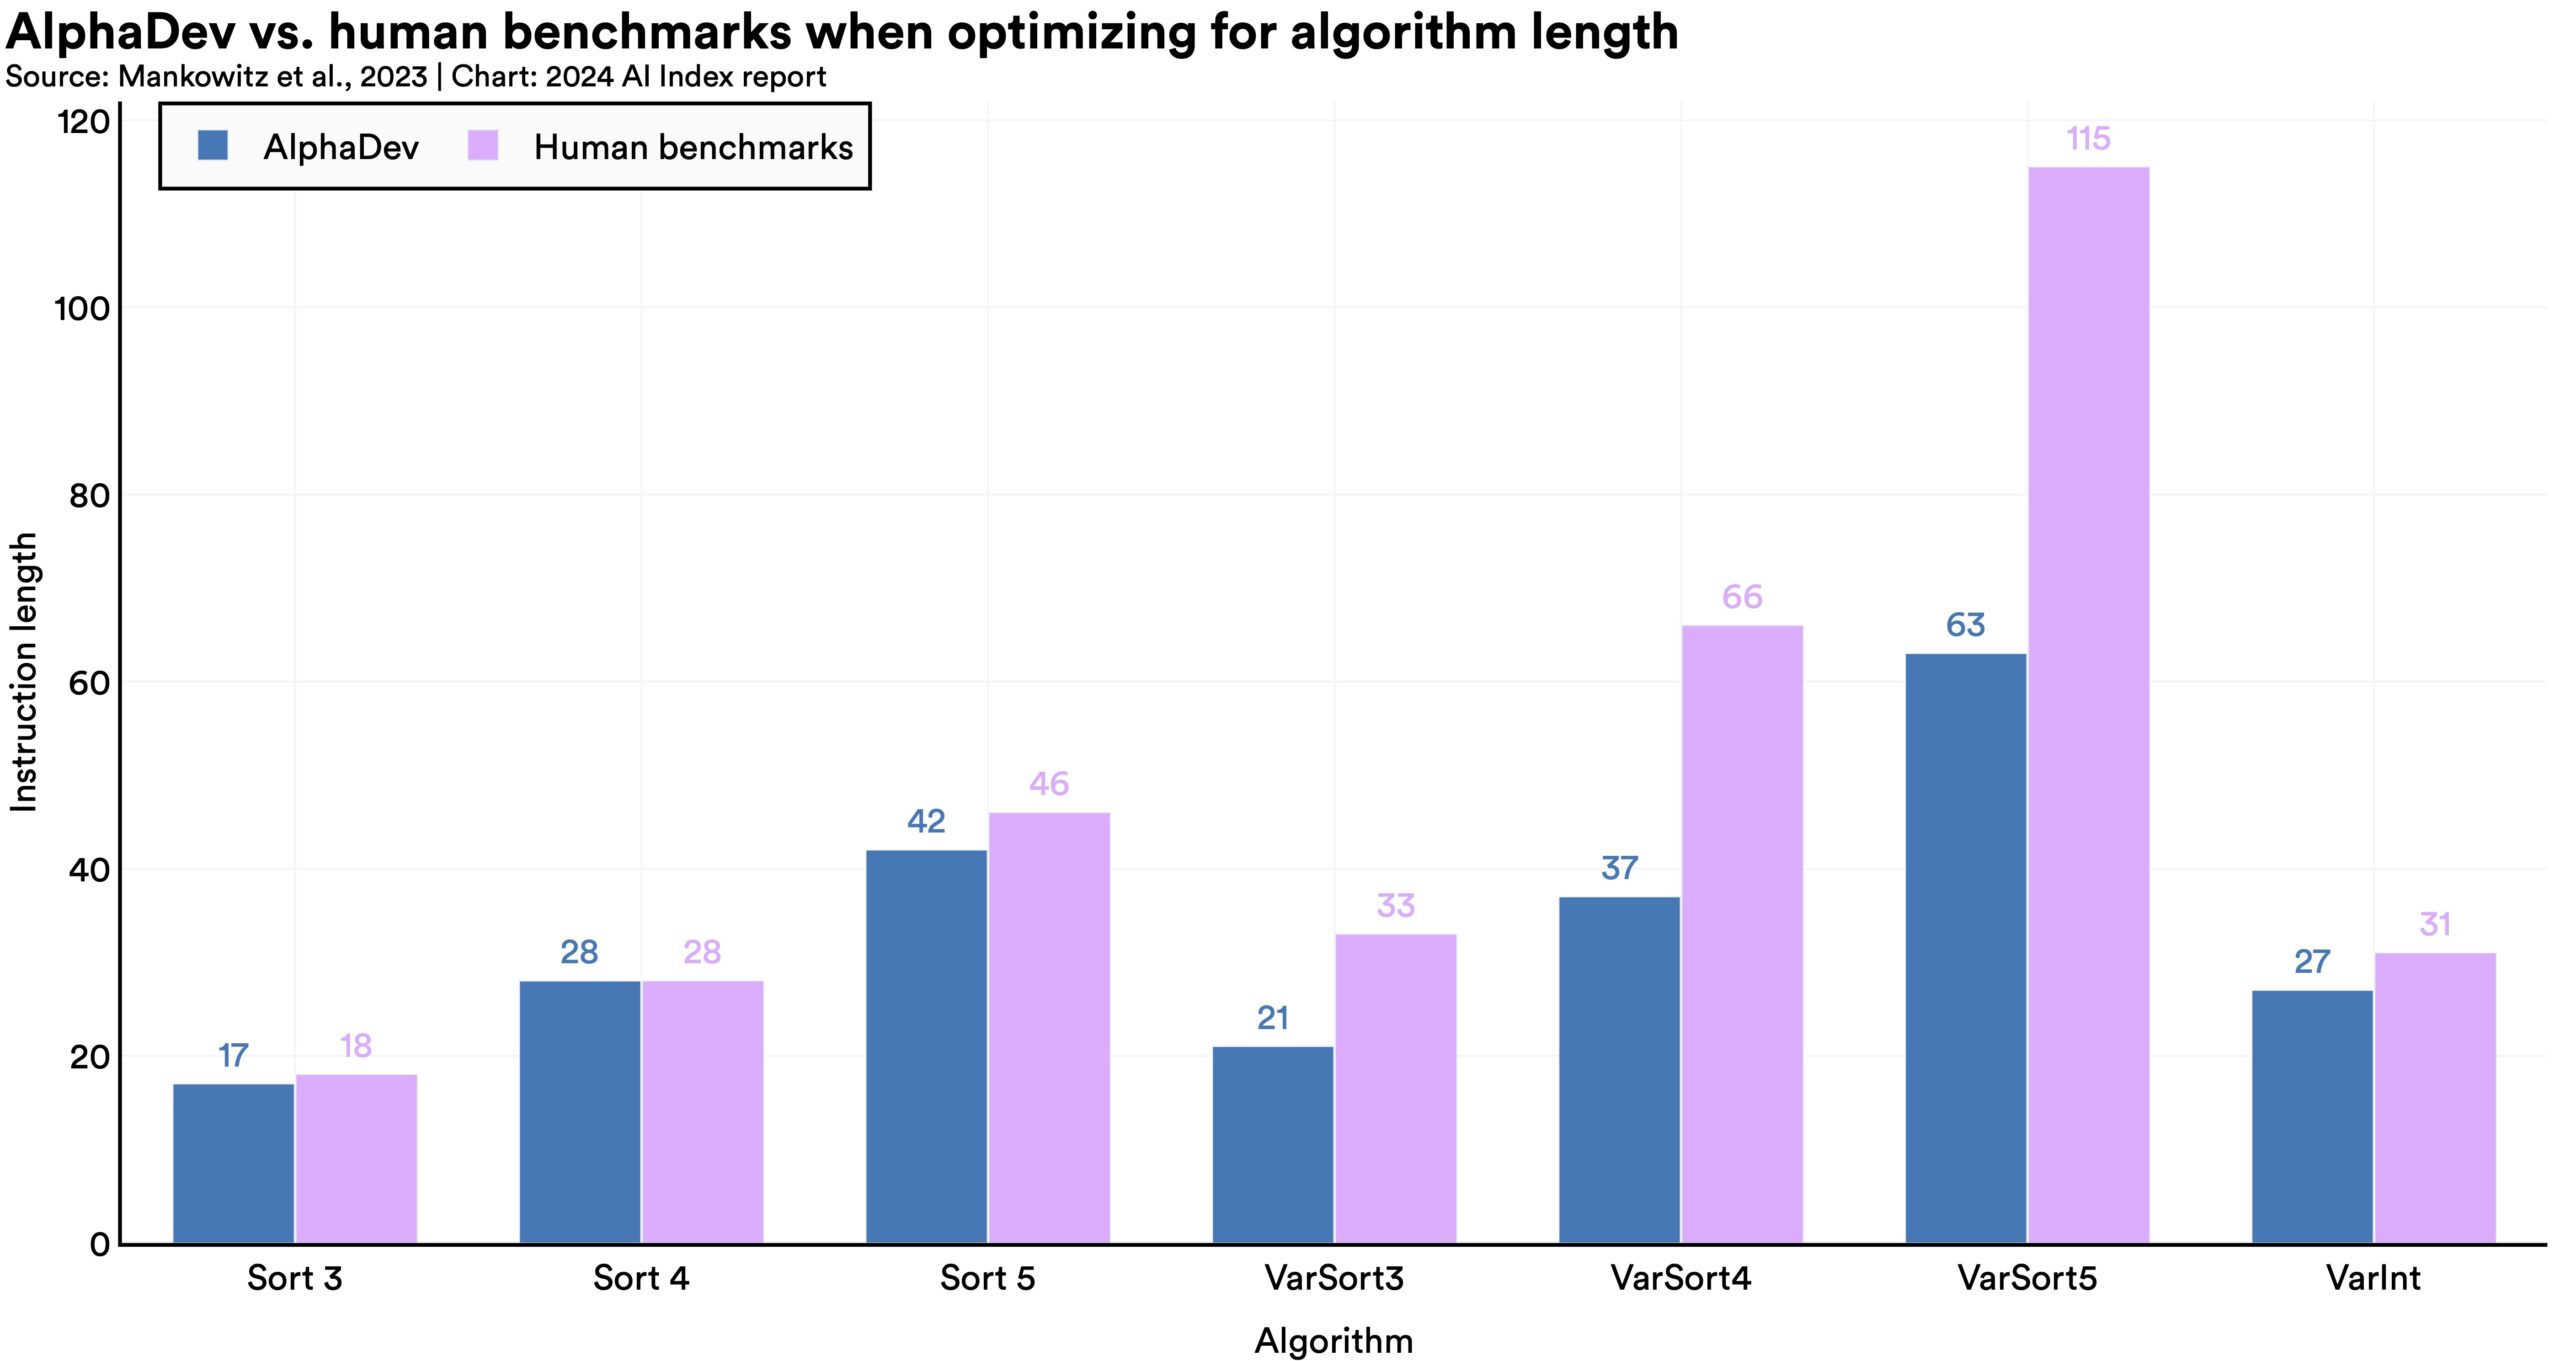 AlphaDev vs. human benchmarks when optimizing for algorithm length
Source: Mankowitz et al., 2023 | Chart: 2024 AI Index report
AlphaDev Human benchmarks
120
100
80
60
40
20
0
Instruction length
17 18
28 28
42 46
21 33
37 66
63 115
27 31
Sort 3 Sort 4 Sort 5 VarSort3 VarSort4 VarSort5 VarInt
Algorithm